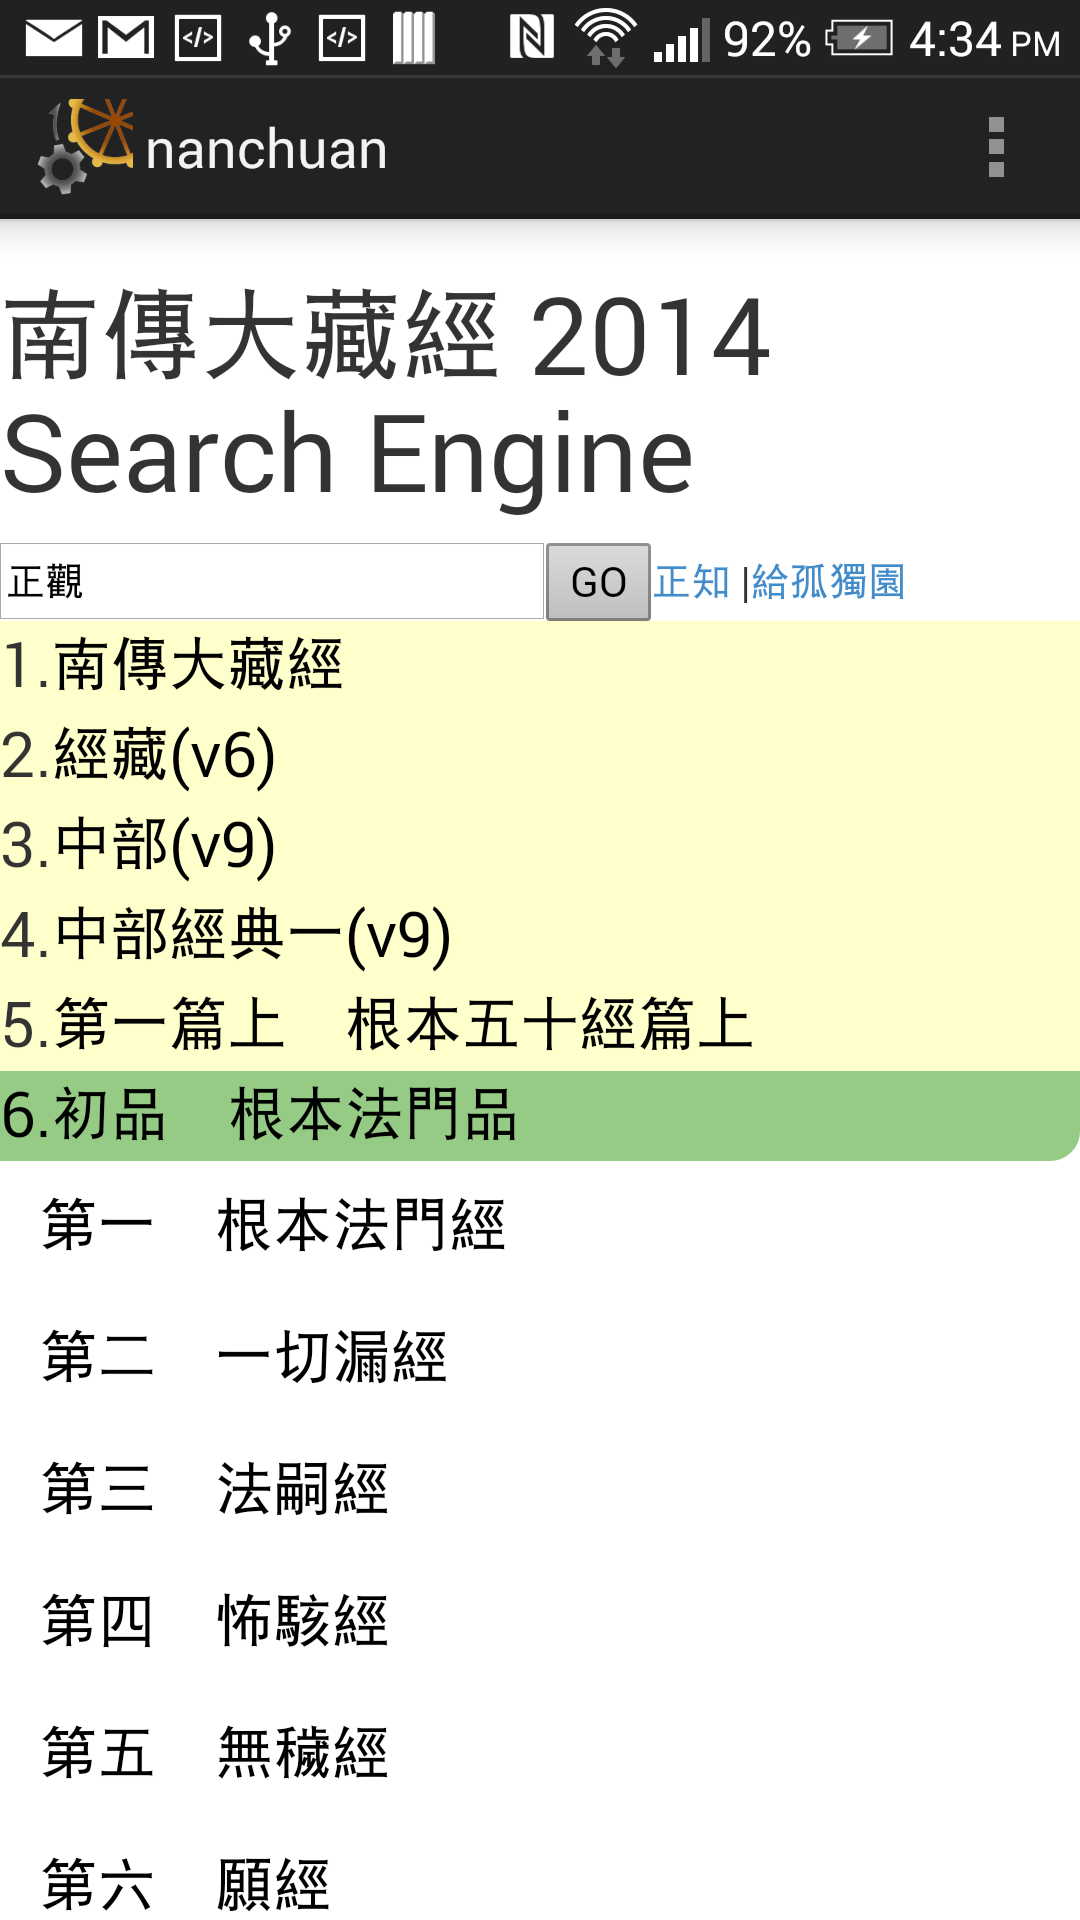 92% 4:34 PM
nanchuan
南傳大藏經 2014
Search Engine
正觀 GO 正知 |給孤獨園
1.南傳大藏經
2.經藏(v6)
3.中部(v9)
4.中部經典一(v9)
5.第一篇上　根本五十經篇上
6.初品　根本法門品
第一　根本法門經
第二　一切漏經
第三　法嗣經
第四　怖駭經
第五　無穢經
第六　願經